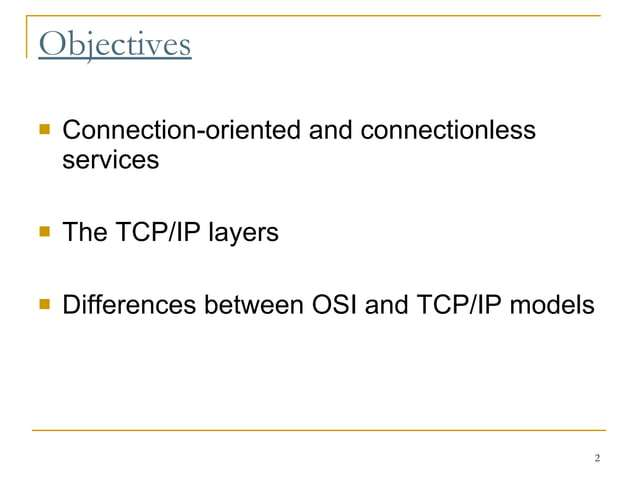 Objectives
Connection-oriented and connectionless
services
The TCP/IP layers
Differences between OSI and TCP/IP models
2